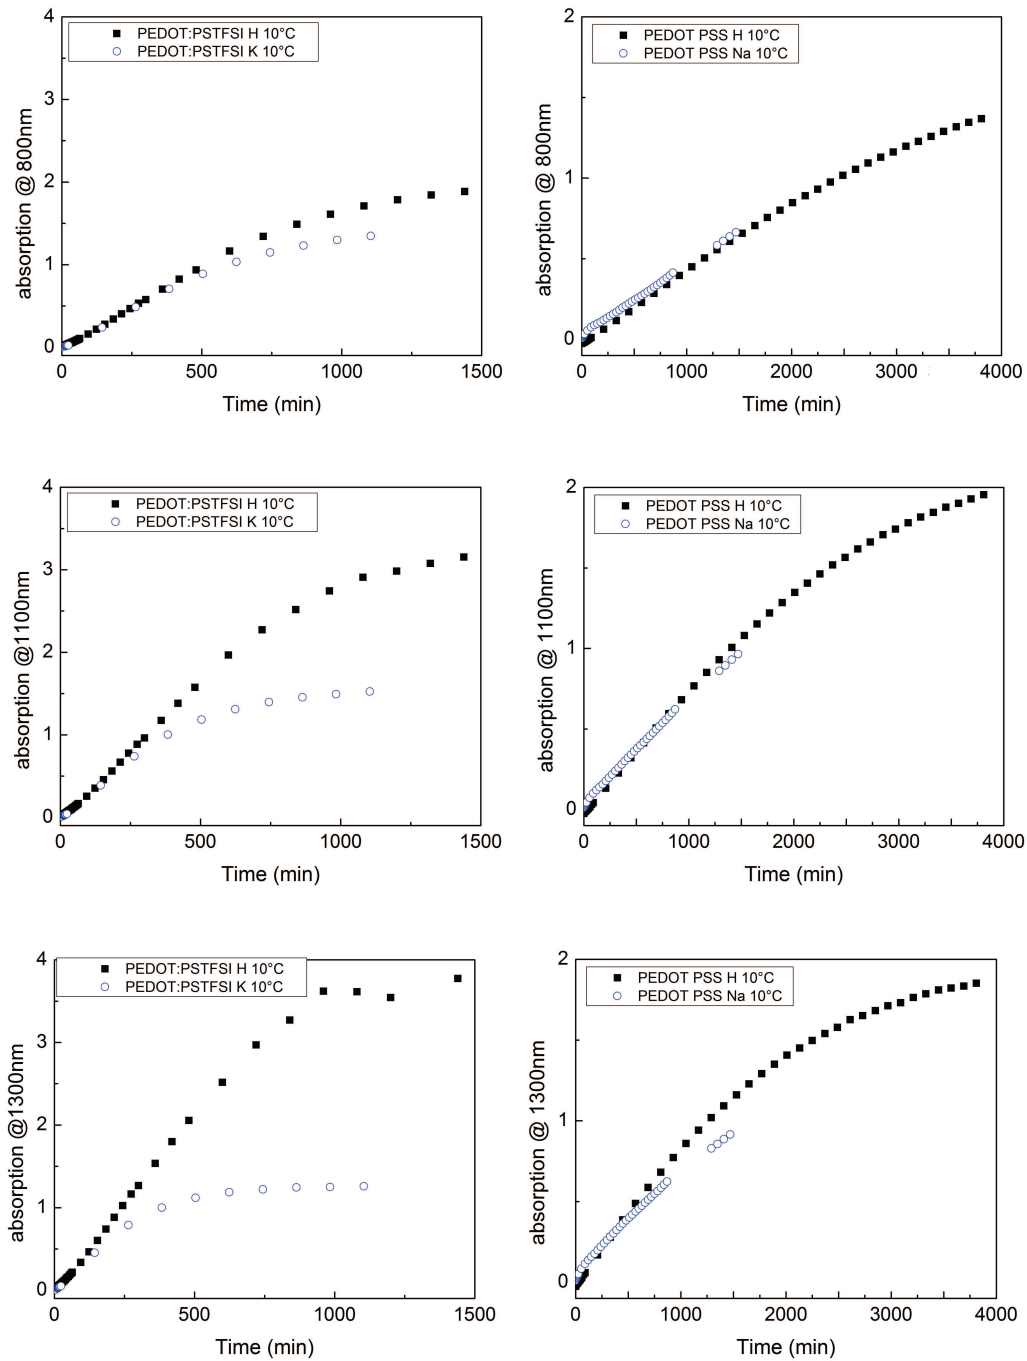 4
PEDOT:PSTFSI H 10°C
PEDOT:PSTFSI K 10°C
3
2
1
0
absorption @ 800nm
0 500 1000 1500
Time (min)
2
PEDOT PSS H 10°C
PEDOT PSS Na 10°C
1
0
absorption @ 800nm
0 1000 2000 3000 4000
Time (min)
4
PEDOT:PSTFSI H 10°C
PEDOT:PSTFSI K 10°C
3
2
1
0
absorption @1100nm
0 500 1000 1500
Time (min)
2
PEDOT PSS H 10°C
PEDOT PSS Na 10°C
1
0
absorption @ 1100nm
0 1000 2000 3000 4000
Time (min)
4
PEDOT:PSTFSI H 10°C
PEDOT:PSTFSI K 10°C
3
2
1
0
absorption @1300nm
0 500 1000 1500
Time (min)
2
PEDOT PSS H 10°C
PEDOT PSS Na 10°C
1
0
absorption @ 1300nm
0 1000 2000 3000 4000
Time (min)